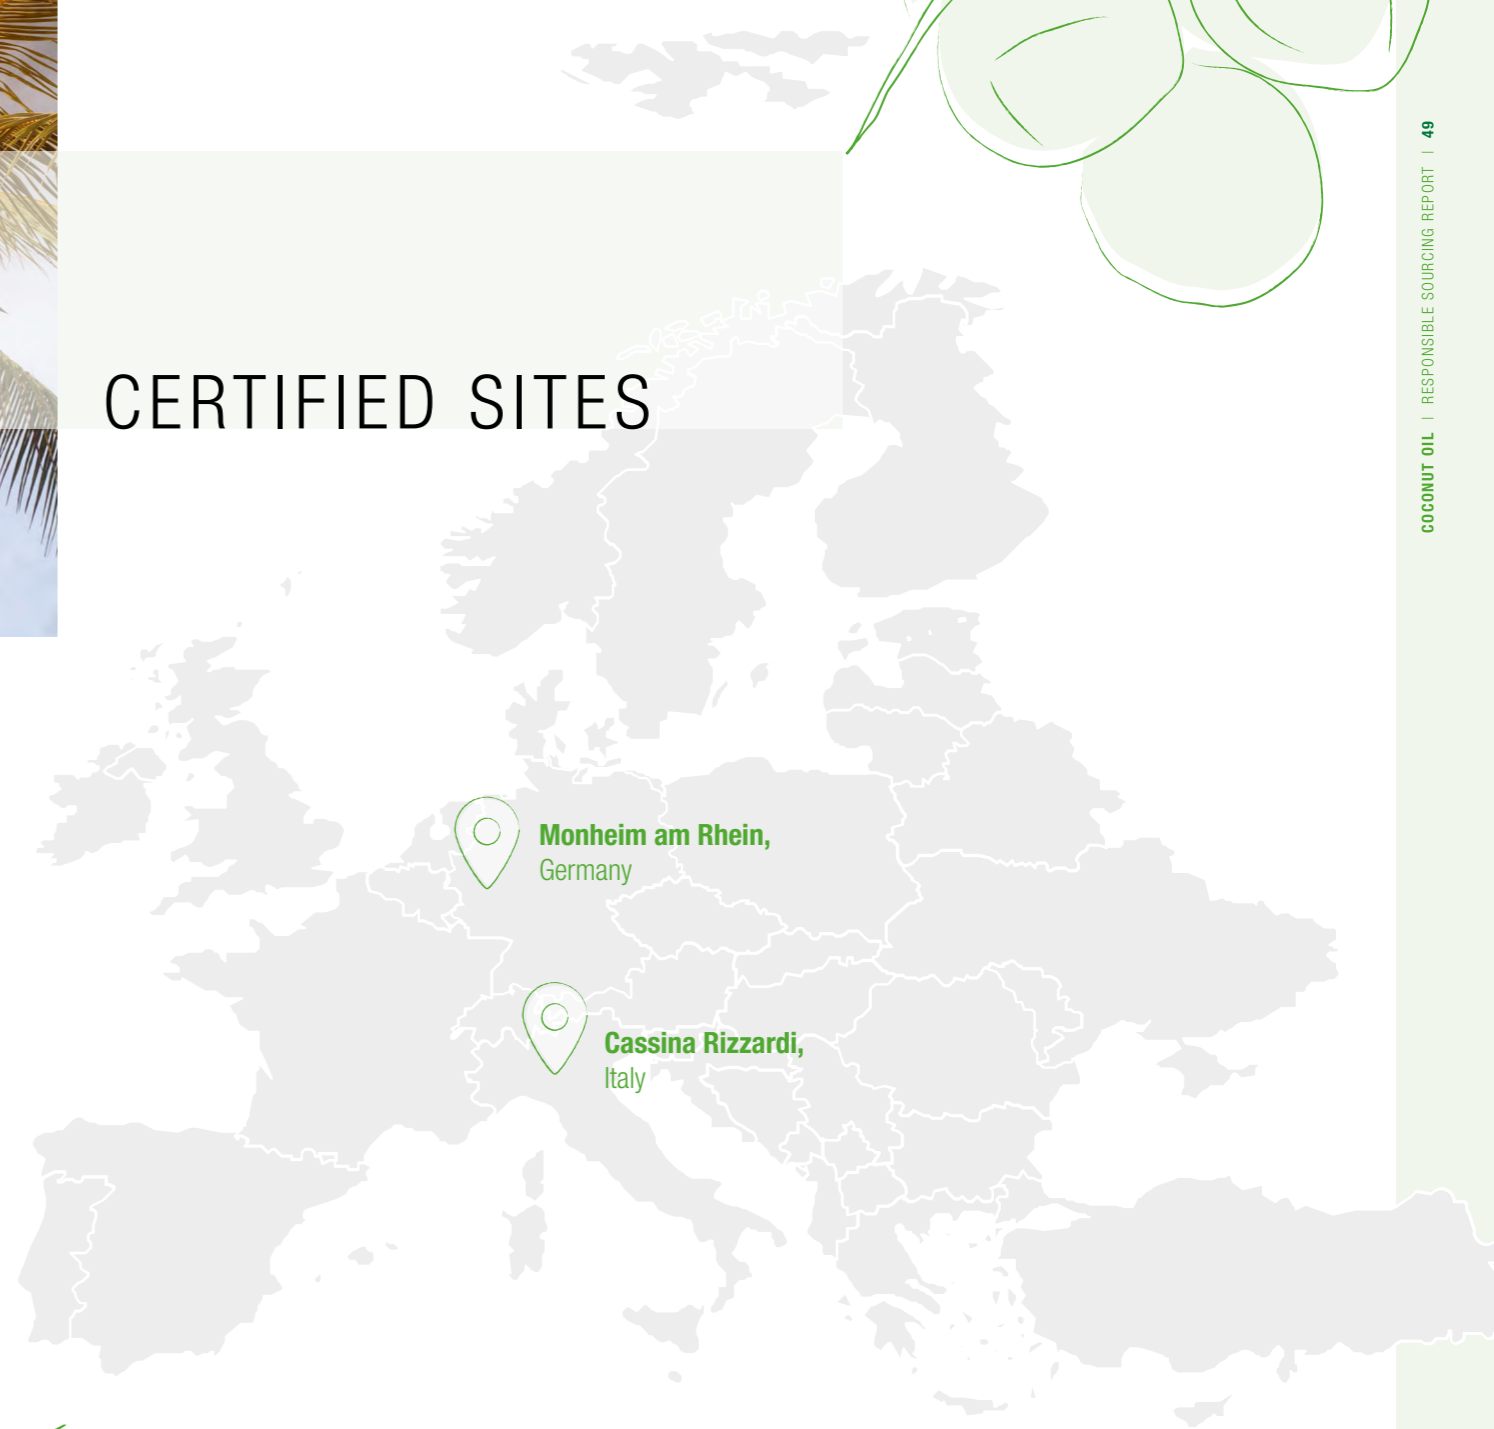 COCONUT OIL | RESPONSIBLE SOURCING REPORT | 49
CERTIFIED SITES
Monheim am Rhein,
Germany
Cassina Rizzardi,
Italy